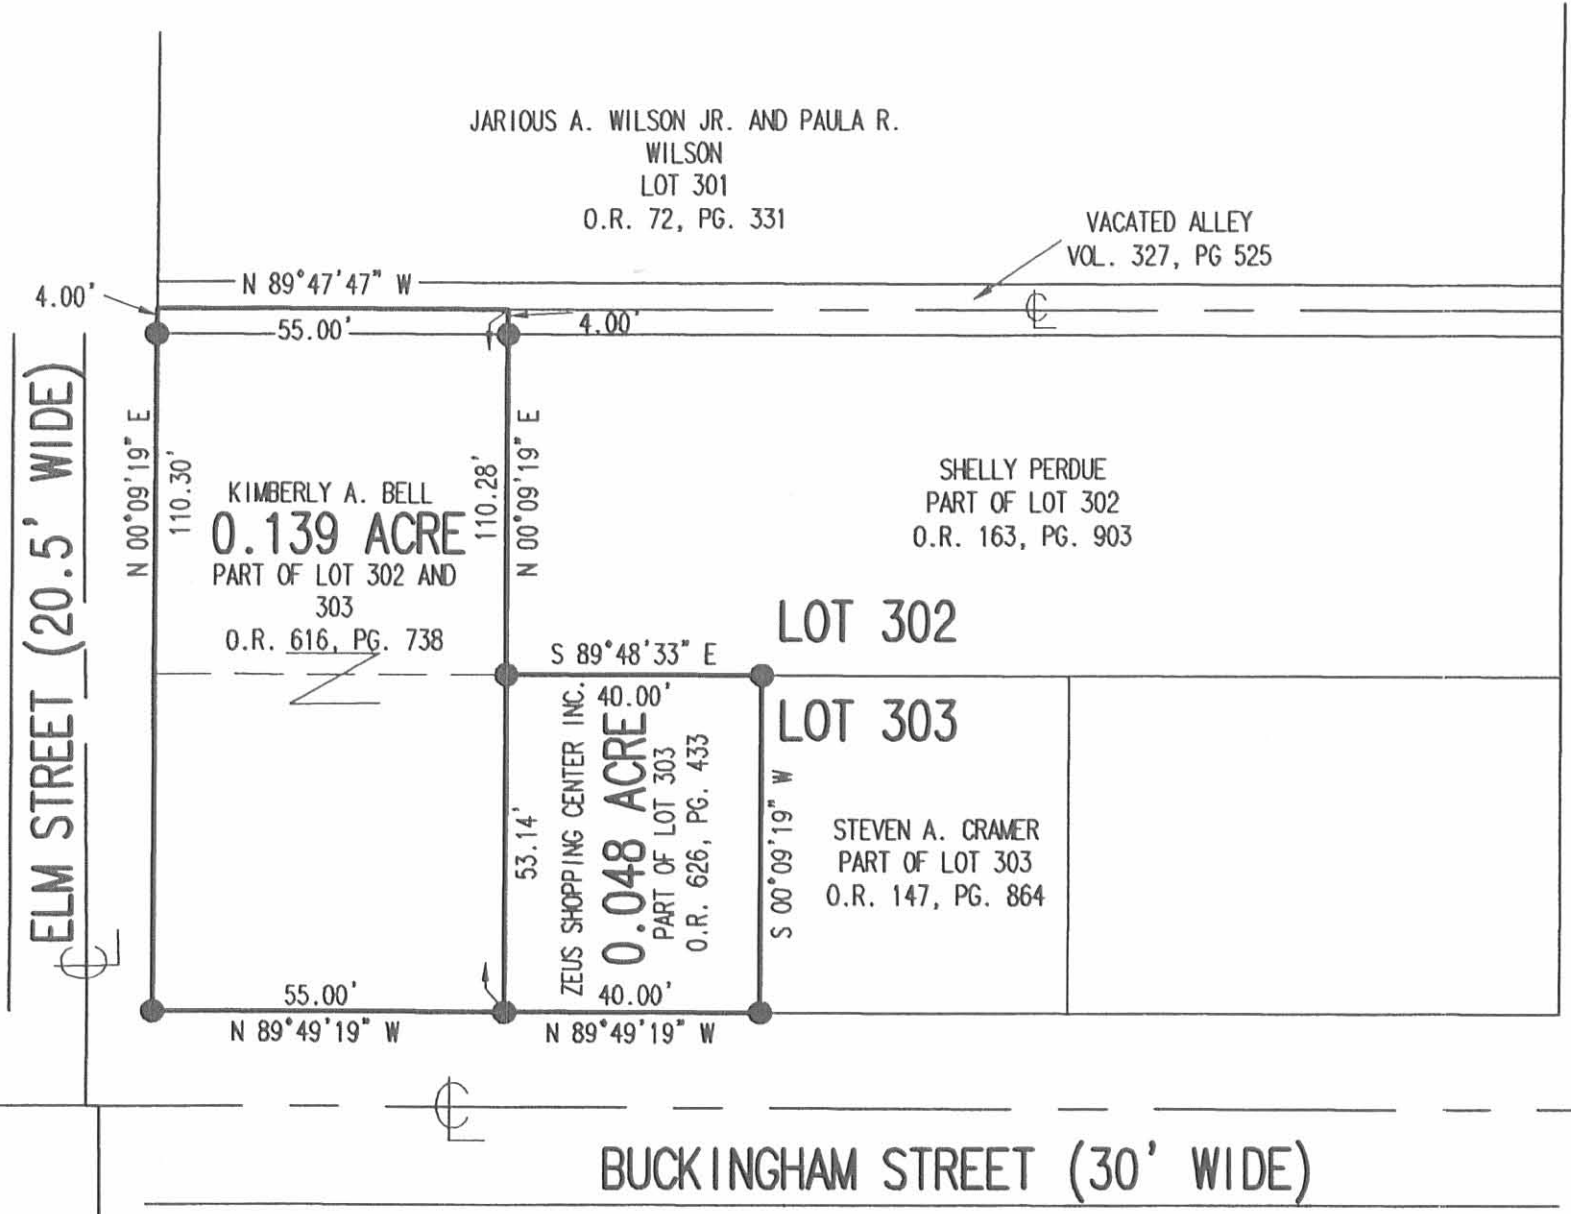 JARIOUS A. WILSON JR. AND PAULA R.
WILSON
LOT 301
O.R. 72, PG. 331
VACATED ALLEY
VOL. 327, PG 525
4.00'
N 89°47'47" W
55.00'
4.00'
ELM STREET (20.5' WIDE)
N 00°09'19" E
110.30'
KIMBERLY A. BELL
0.139 ACRE
PART OF LOT 302 AND
303
O.R. 616, PG. 738
110.28'
N 00°09'19" E
SHELLY PERDUE
PART OF LOT 302
O.R. 163, PG. 903
LOT 302
S 89°48'33" E
40.00'
LOT 303
53.14'
ZEUS SHOPPING CENTER INC.
0.048 ACRE
PART OF LOT 303
O.R. 626, PG. 433
S 00°09'19" W
STEVEN A. CRAMER
PART OF LOT 303
O.R. 147, PG. 864
55.00'
N 89°49'19" W
40.00'
N 89°49'19" W
BUCKINGHAM STREET (30' WIDE)